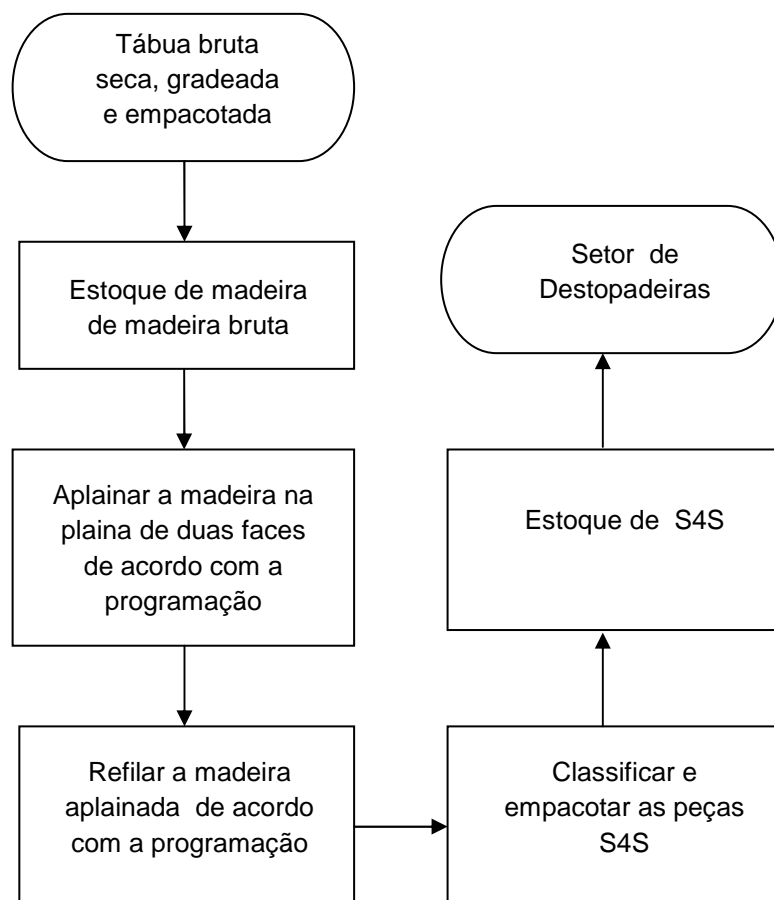 Tábua bruta
seca, gradeada
e empacotada
Estoque de madeira
de madeira bruta
Aplainar a madeira na
plaina de duas faces
de acordo com a
programação
Refilar a madeira
aplainada de acordo
com a programação
Classificar e
empacotar as peças
S4S
Estoque de S4S
Setor de
Destopadeiras